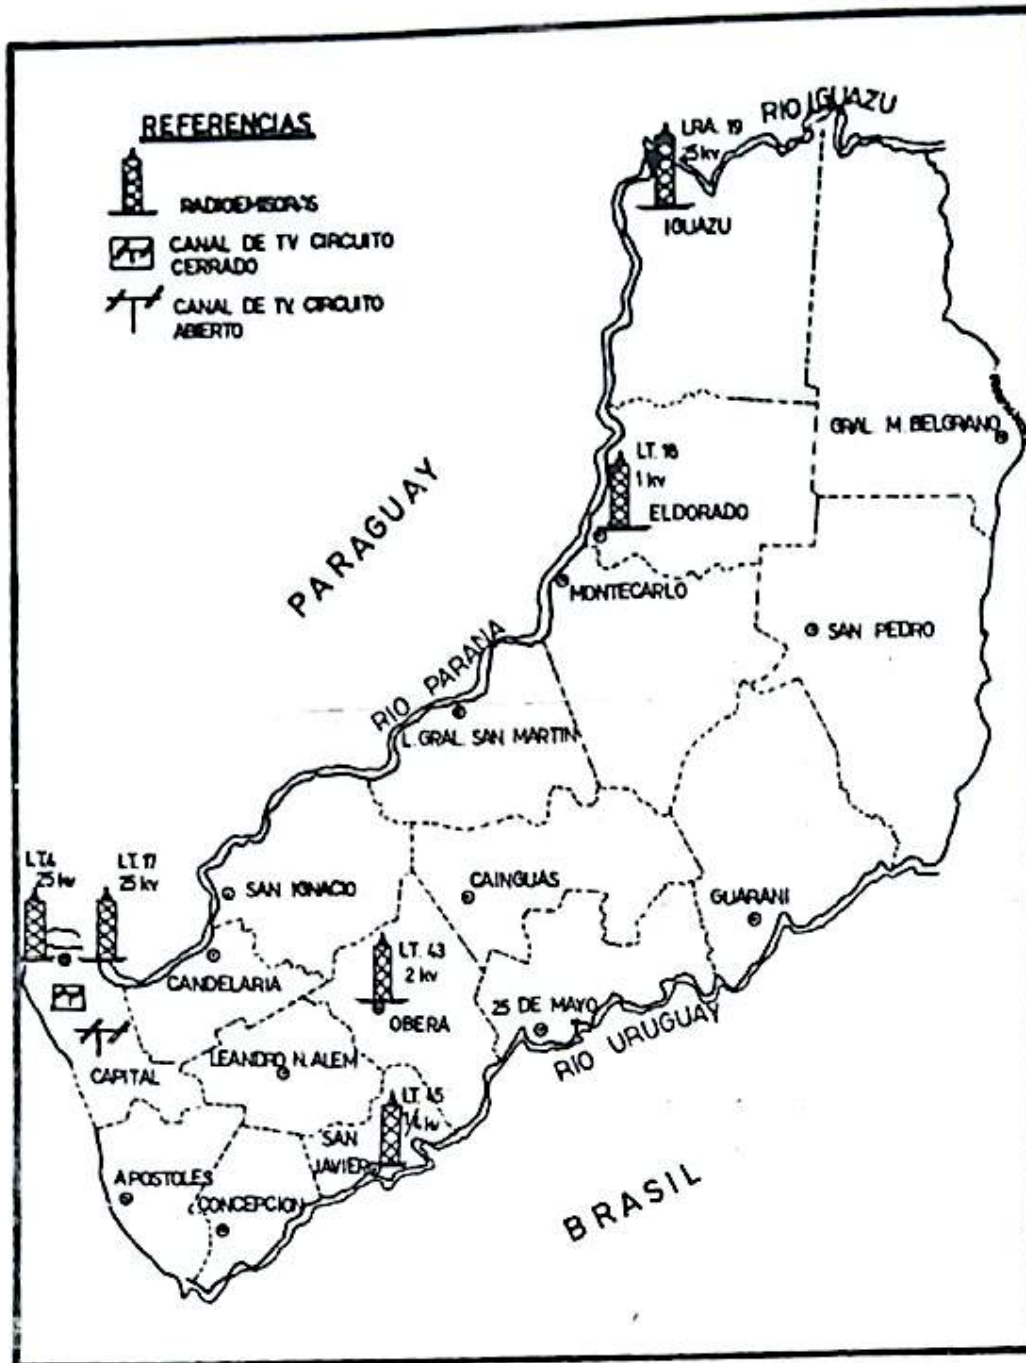 REFERENCIAS
RADIOEMISORAS
CANAL DE TV CIRCUITO
CERRADO
CANAL DE TV. CIRCUITO
ABIERTO
RIO IGUAZU
LRA. 19
25 kv
IGUAZU
GRAL. M. BELGRANO
LT. 18
1 kv
ELDORADO
PARAGUAY
MONTECARLO
SAN PEDRO
RIO PARANA
L. GRAL. SAN MARTIN
LT.4
25 kv
LT. 17
25 kv
SAN IGNACIO
CAINGUAS
GUARANI
LT. 43
2 kv
CANDELARIA
OBERA
25 DE MAYO
RIO URUGUAY
CAPITAL
LEANDRO N. ALEM
LT. 45
1/4 kv
SAN
JAVIER
APOSTOLES
CONCEPCION
BRASIL